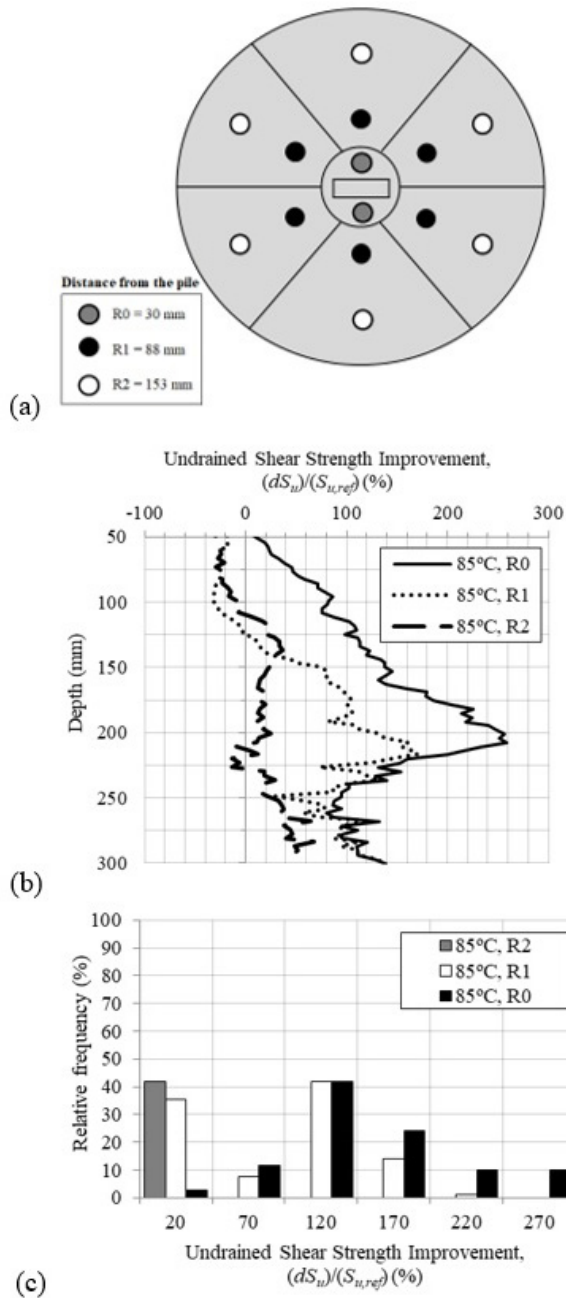 Distance from the pile
R0 = 30 mm
R1 = 88 mm
R2 = 153 mm
(a)
Undrained Shear Strength Improvement,
(dSu)/(Su,ref) (%)
-100 0 100 200 300
50
100
150
200
250
300
Depth (mm)
85ºC, R0
85ºC, R1
85ºC, R2
(b)
100
90
80
70
60
50
40
30
20
10
0
Relative frequency (%)
85ºC, R2
85ºC, R1
85ºC, R0
20 70 120 170 220 270
Undrained Shear Strength Improvement,
(dSu)/(Su,ref) (%)
(c)